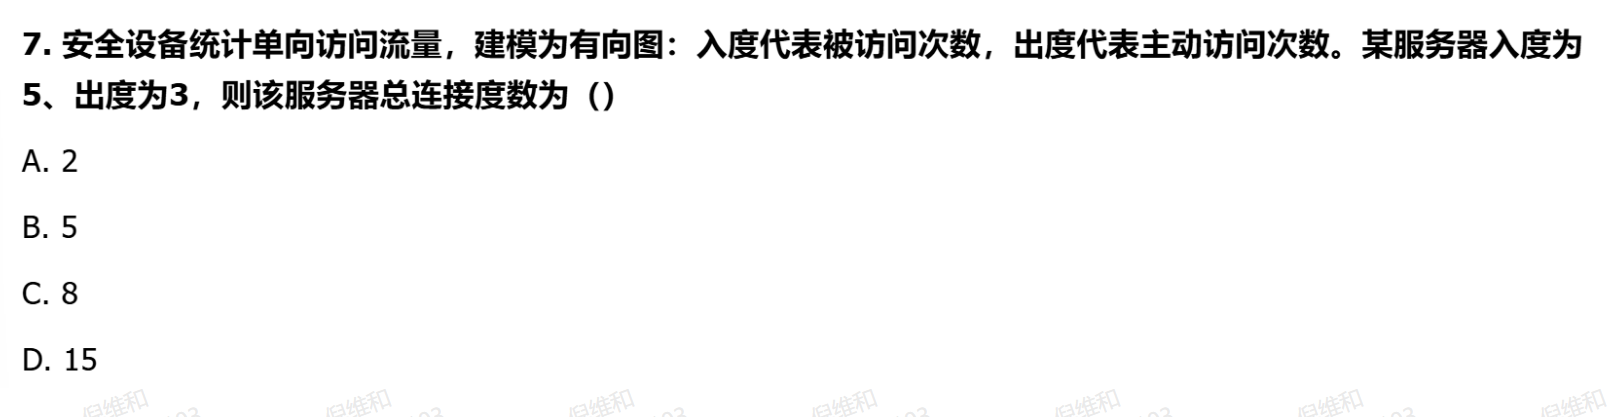 7. 安全设备统计单向访问流量，建模为有向图：入度代表被访问次数，出度代表主动访问次数。某服务器入度为
5、出度为3，则该服务器总连接度数为（）
A. 2
B. 5
C. 8
D. 15